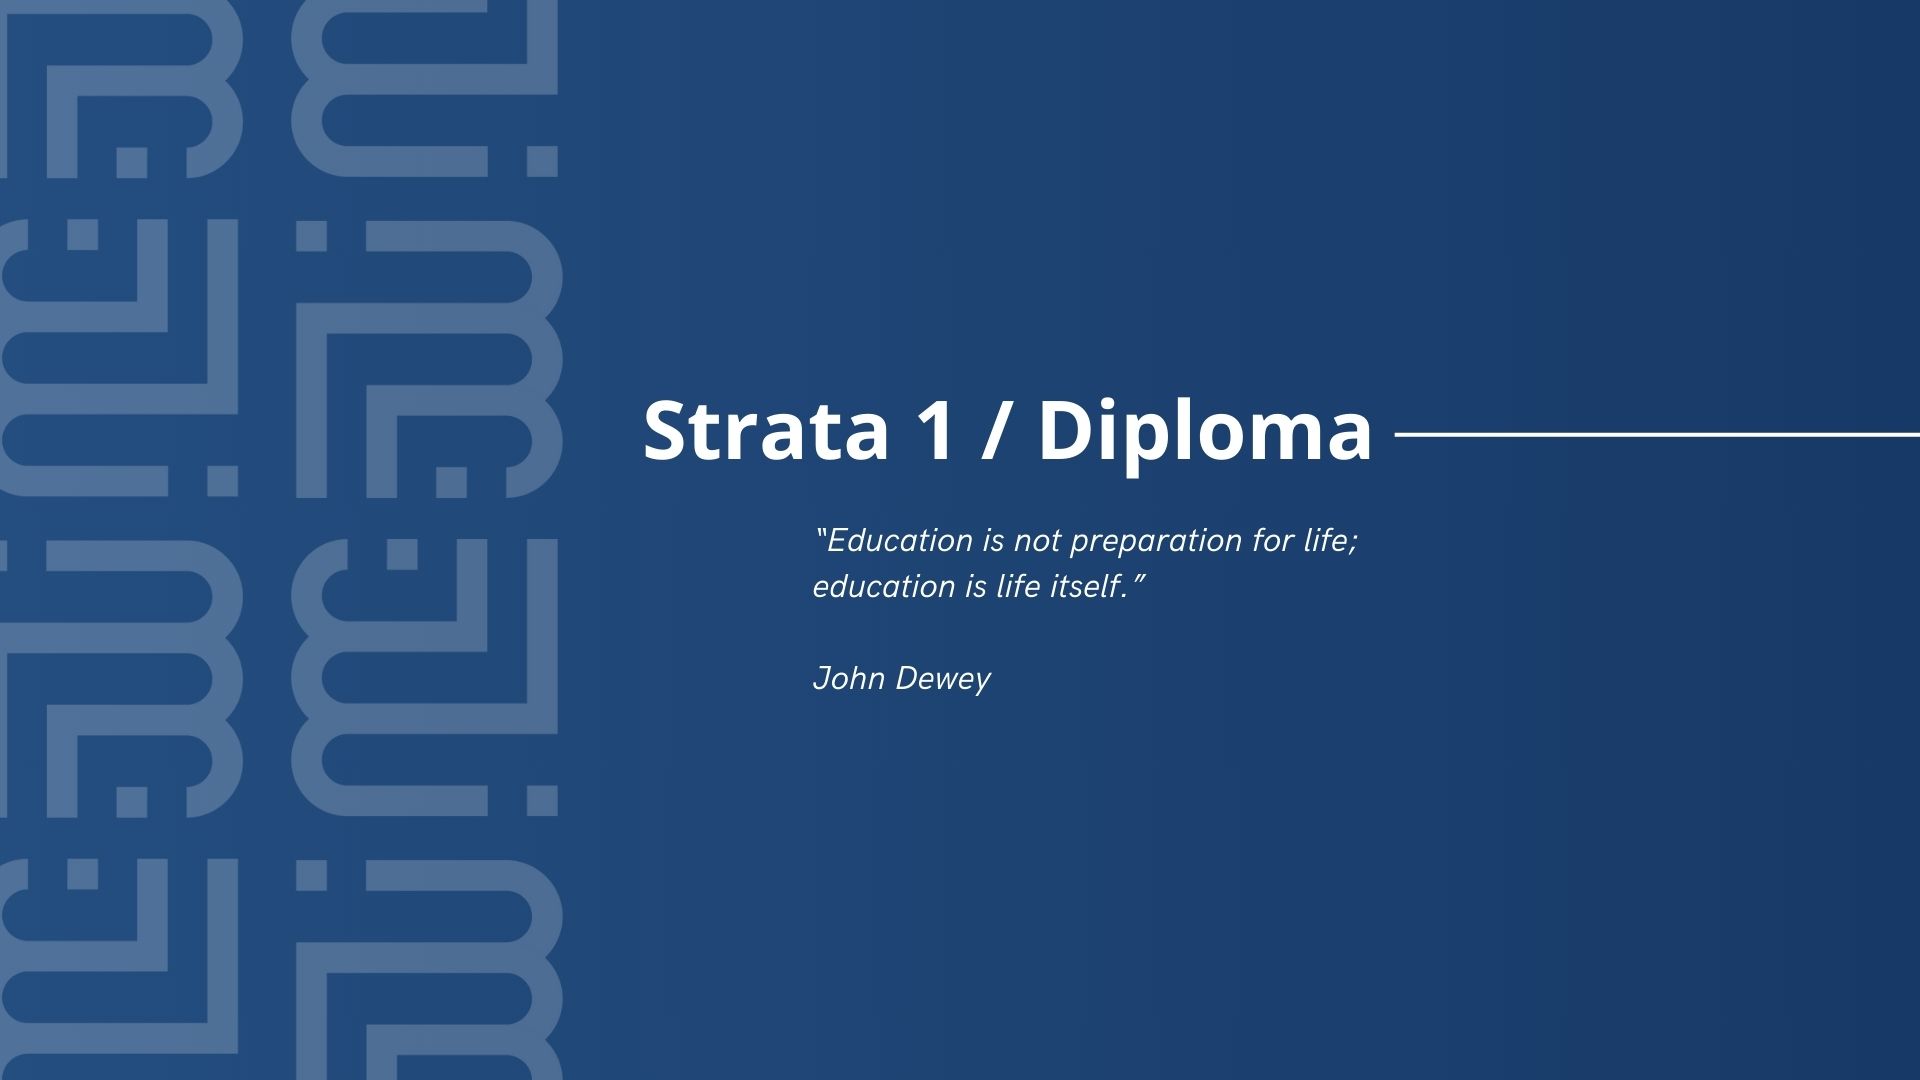 Strata 1 / Diploma
"Education is not preparation for life;
education is life itself.”
John Dewey